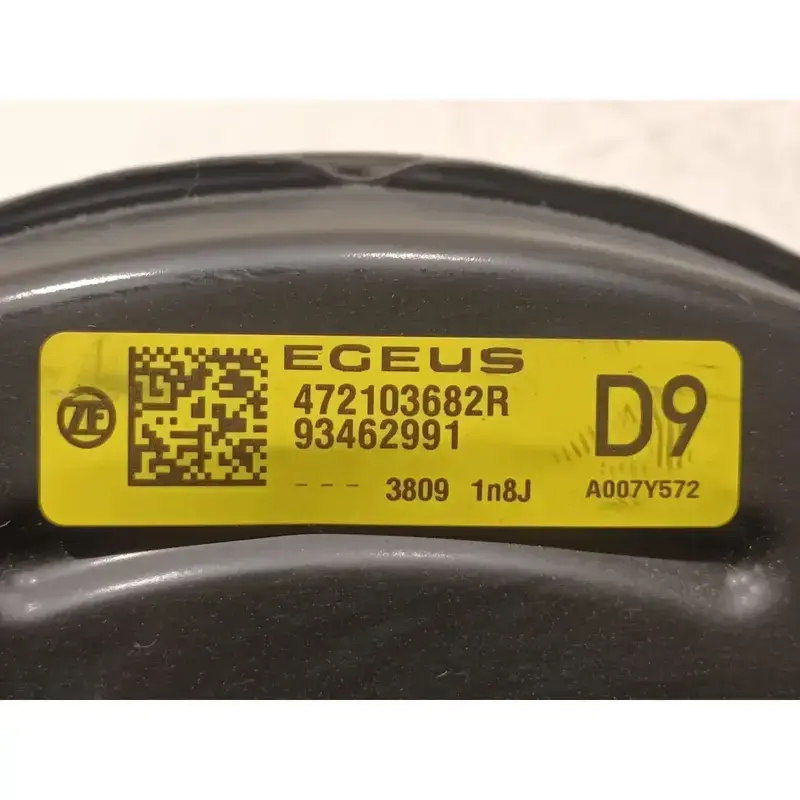 ZF
EGEUS
472103682R
93462991
D9
--- 3809 1n8J
A007Y572